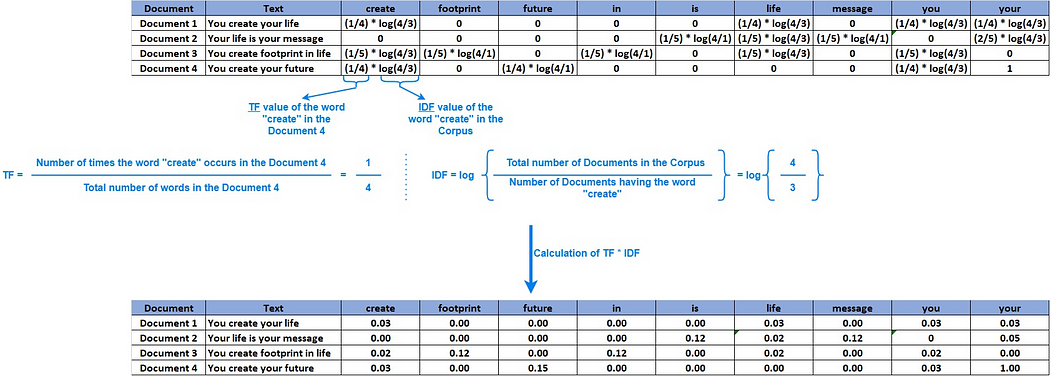 Document Text create footprint future in is life message you your
Document 1 You create your life (1/4) * log(4/3) 0 0 0 0 (1/4) * log(4/3) 0 (1/4) * log(4/3) (1/4) * log(4/3)
Document 2 Your life is your message 0 0 0 0 (1/5) * log(4/1) (1/5) * log(4/3) (1/5) * log(4/1) 0 (2/5) * log(4/3)
Document 3 You create footprint in life (1/5) * log(4/3) (1/5) * log(4/1) 0 (1/5) * log(4/1) 0 (1/5) * log(4/3) 0 (1/5) * log(4/3) 0
Document 4 You create your future (1/4) * log(4/3) 0 (1/4) * log(4/1) 0 0 0 0 (1/4) * log(4/3) 1
TF value of the word
"create" in the
Document 4
IDF value of the
word "create" in the
Corpus
TF = Number of times the word "create" occurs in the Document 4
Total number of words in the Document 4
= 1
4
IDF = log Total number of Documents in the Corpus
Number of Documents having the word
"create"
= log 4
3
Calculation of TF * IDF
Document Text create footprint future in is life message you your
Document 1 You create your life 0.03 0.00 0.00 0.00 0.00 0.03 0.00 0.03 0.03
Document 2 Your life is your message 0.00 0.00 0.00 0.00 0.12 0.02 0.12 0 0.05
Document 3 You create footprint in life 0.02 0.12 0.00 0.12 0.00 0.02 0.00 0.02 0.00
Document 4 You create your future 0.03 0.00 0.15 0.00 0.00 0.00 0.00 0.03 1.00